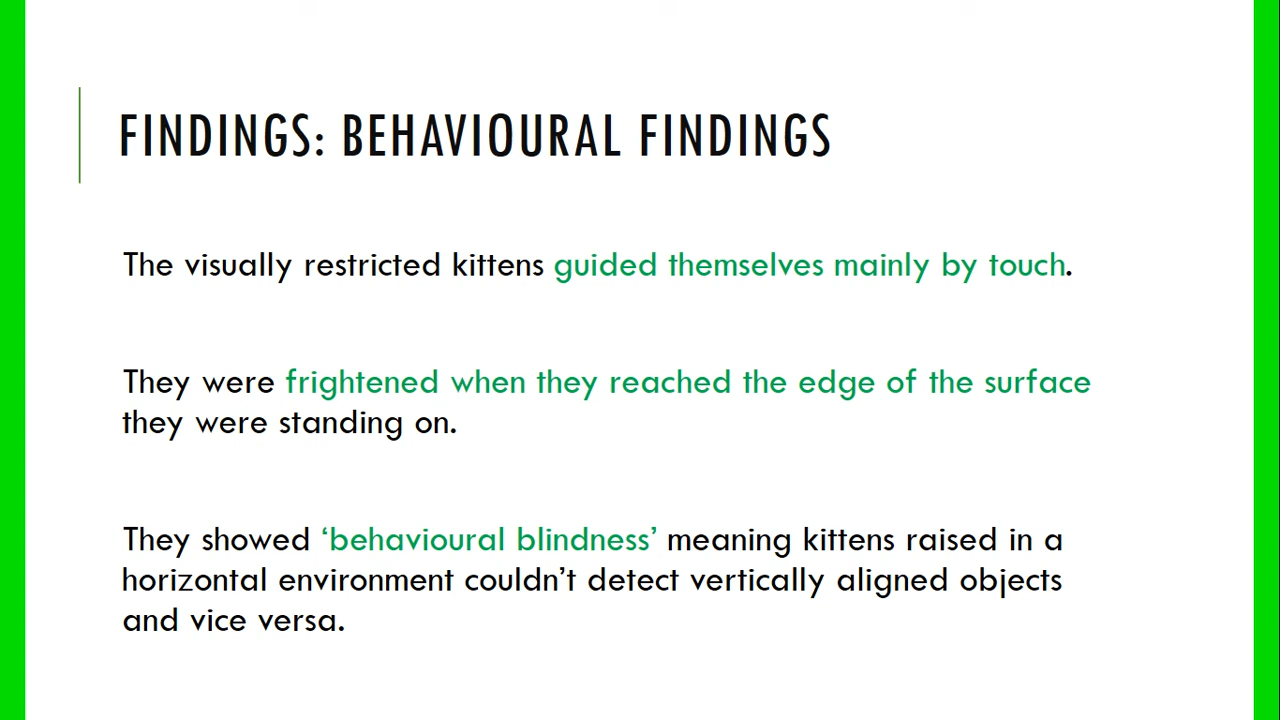 FINDINGS: BEHAVIOURAL FINDINGS
The visually restricted kittens guided themselves mainly by touch.
They were frightened when they reached the edge of the surface
they were standing on.
They showed ‘behavioural blindness’ meaning kittens raised in a
horizontal environment couldn’t detect vertically aligned objects
and vice versa.